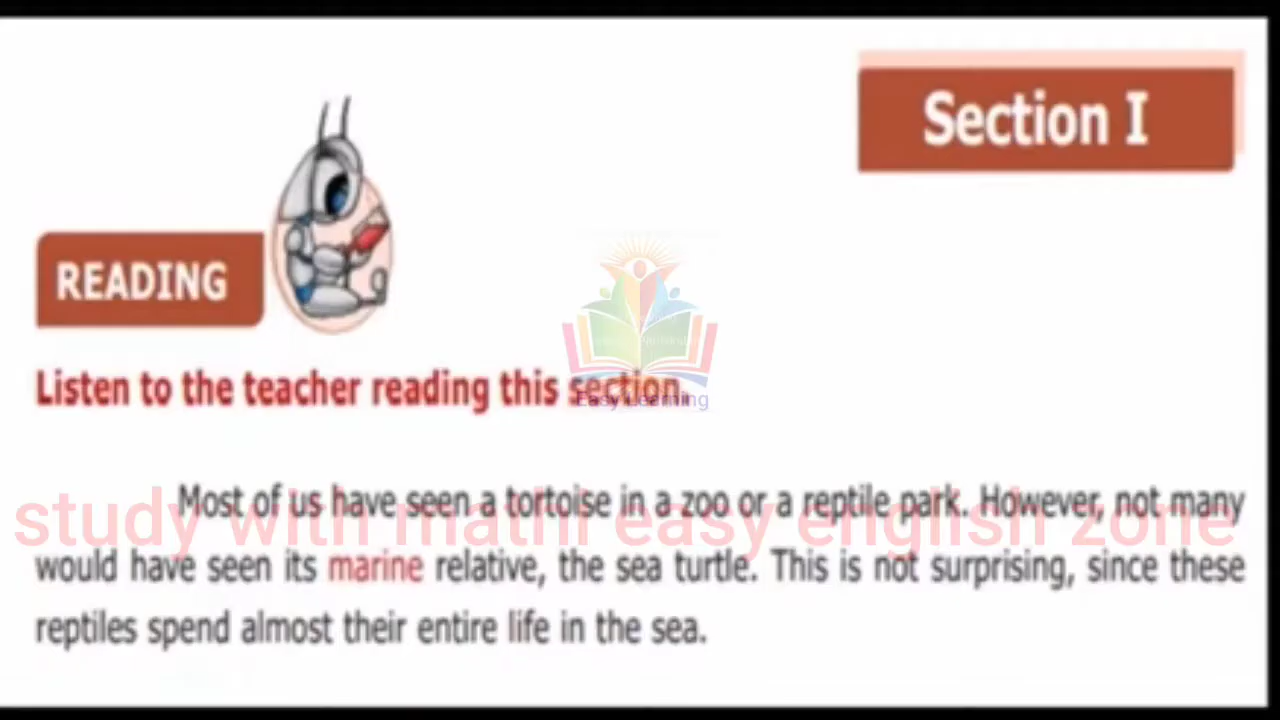 Section I
READING
Listen to the teacher reading this section.
Easy Learning
Most of us have seen a tortoise in a zoo or a reptile park. However, not many
study with mathi easy english zone
would have seen its marine relative, the sea turtle. This is not surprising, since these
reptiles spend almost their entire life in the sea.